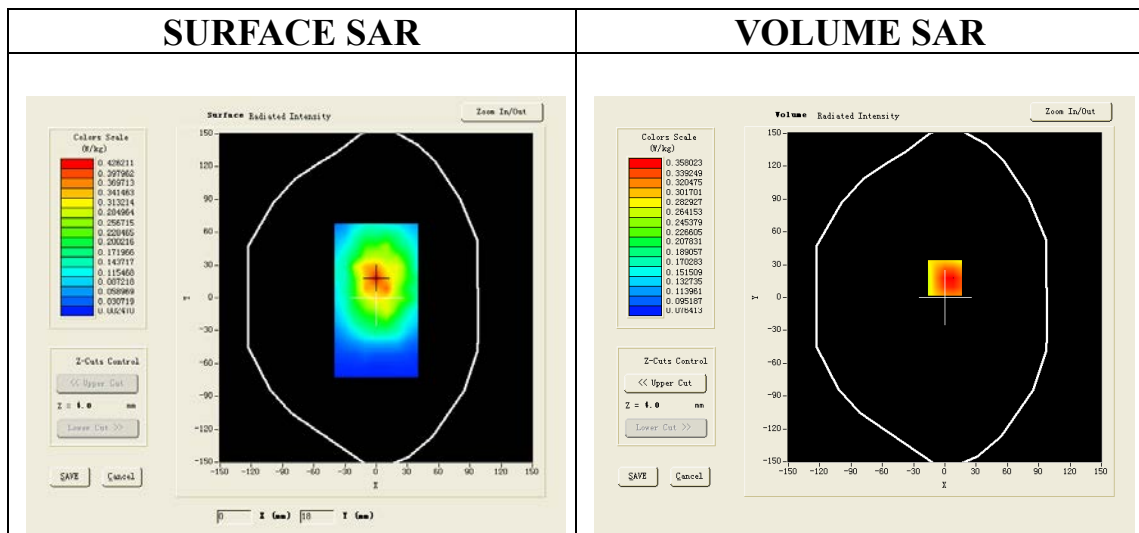 SURFACE SAR
VOLUME SAR
Surface Radiated Intensity
Zoom In/Out
Colors Scale
(W/kg)
0.426211
0.397962
0.369713
0.341463
0.313214
0.284964
0.256715
0.228465
0.200216
0.171966
0.143717
0.115468
0.087218
0.058969
0.030719
0.002470
150
120
90
60
30
0
-30
-60
-90
-120
-150
Y
-150 -120 -90 -60 -30 0 30 60 90 120 150
X
Z-Cuts Control
<< Upper Cut
Z = 4.0 mm
Lower Cut >>
SAVE Cancel
0 X (mm) 18 Y (mm)
Volume Radiated Intensity
Zoom In/Out
Colors Scale
(W/kg)
0.358023
0.339249
0.320475
0.301701
0.282927
0.264153
0.245379
0.226605
0.207831
0.189057
0.170283
0.151509
0.132735
0.113961
0.095187
0.076413
150
120
90
60
30
0
-30
-60
-90
-120
-150
Y
-150 -120 -90 -60 -30 0 30 60 90 120 150
X
Z-Cuts Control
<< Upper Cut
Z = 4.0 mm
Lower Cut >>
SAVE Cancel